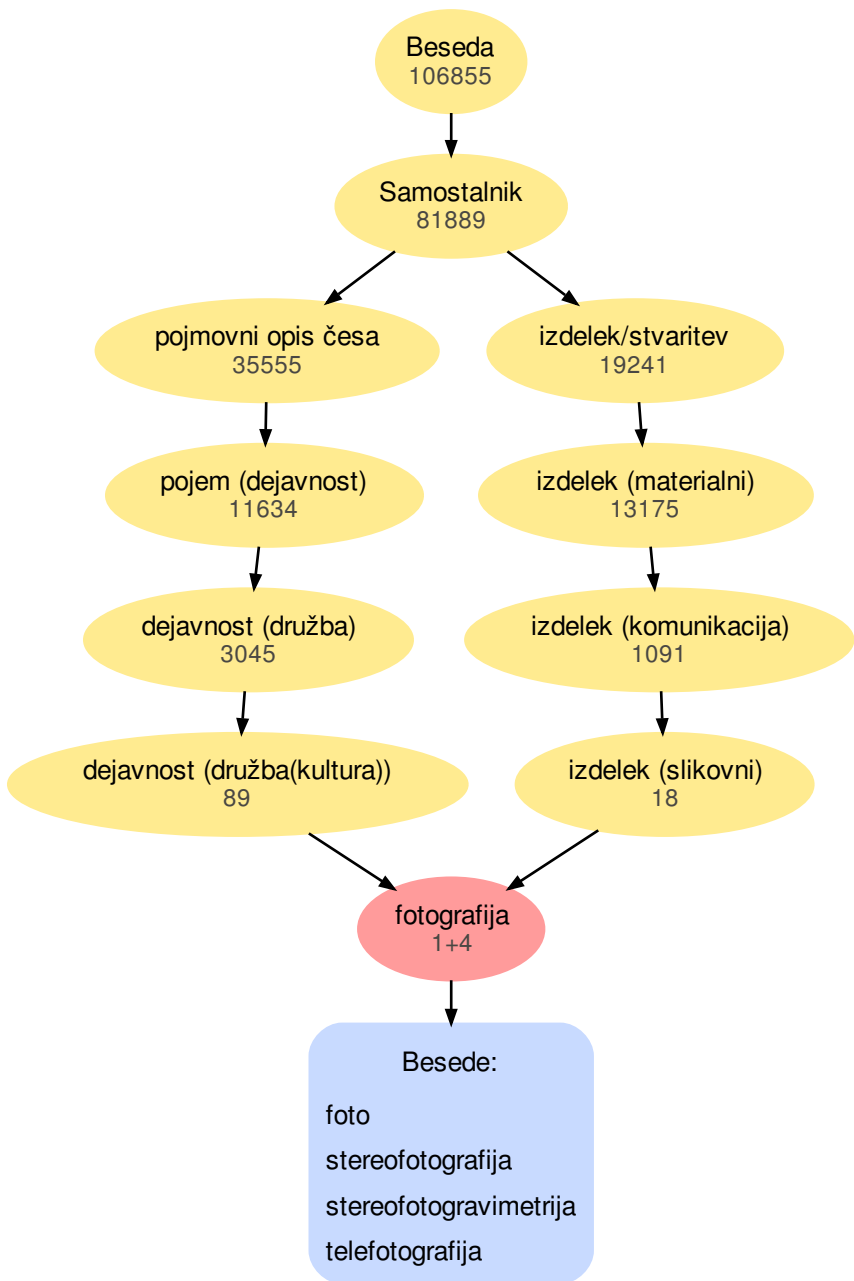 Beseda
106855
Samostalnik
81889
pojmovni opis česa
35555
izdelek/stvaritev
19241
pojem (dejavnost)
11634
izdelek (materialni)
13175
dejavnost (družba)
3045
izdelek (komunikacija)
1091
dejavnost (družba(kultura))
89
izdelek (slikovni)
18
fotografija
1+4
Besede:
foto
stereofotografija
stereofotogravimetrija
telefotografija